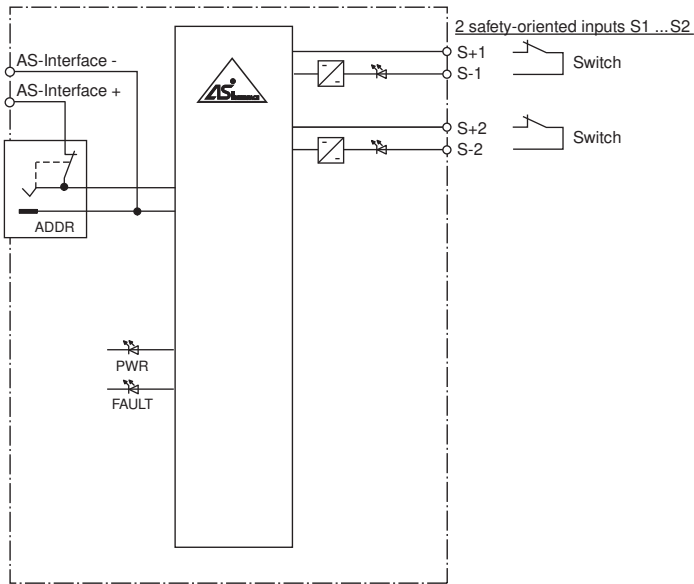 2 safety-oriented inputs S1 ...S2
AS-Interface -
AS-Interface +
ADDR
PWR
FAULT
ASi
S+1
S-1
Switch
S+2
S-2
Switch